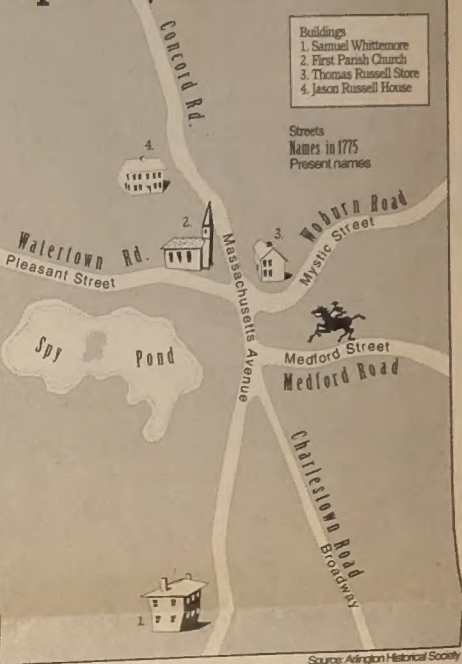 Buildings
1. Samuel Whittemore
2. First Parish Church
3. Thomas Russell Store
4. Jason Russell House
Streets
Names in 1775
Present names
Concord Rd.
4.
2.
3.
Woburn Road
Mystic Street
Watertown Rd.
Pleasant Street
Massachusetts Avenue
Spy Pond
Medford Street
Medford Road
Charlestown Road
Broadway
1.
Source: Arlington Historical Society